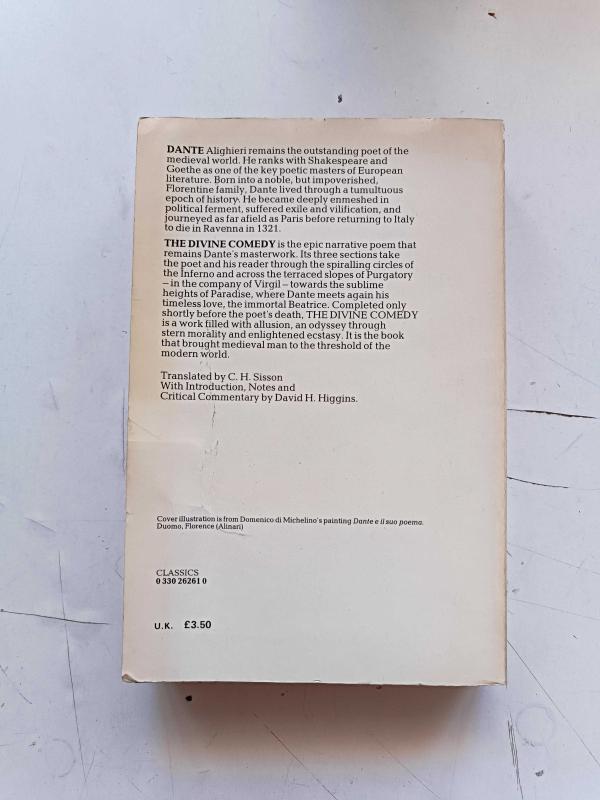 DANTE Alighieri remains the outstanding poet of the
medieval world. He ranks with Shakespeare and
Goethe as one of the key poetic masters of European
literature. Born into a noble, but impoverished,
Florentine family, Dante lived through a tumultuous
epoch of history. He became deeply enmeshed in
political ferment, suffered exile and vilification, and
journeyed as far afield as Paris before returning to Italy
to die in Ravenna in 1321.
THE DIVINE COMEDY is the epic narrative poem that
remains Dante's masterwork. Its three sections take
the poet and his reader through the spiralling circles of
the Inferno and across the terraced slopes of Purgatory
– in the company of Virgil – towards the sublime
heights of Paradise, where Dante meets again his
timeless love, the immortal Beatrice. Completed only
shortly before the poet's death, THE DIVINE COMEDY
is a work filled with allusion, an odyssey through
stern morality and enlightened ecstasy. It is the book
that brought medieval man to the threshold of the
modern world.
Translated by C. H. Sisson
With Introduction, Notes and
Critical Commentary by David H. Higgins.
Cover illustration is from Domenico di Michelino's painting Dante e il suo poema.
Duomo, Florence (Alinari)
CLASSICS
0 330 26261 0
U.K. £3.50